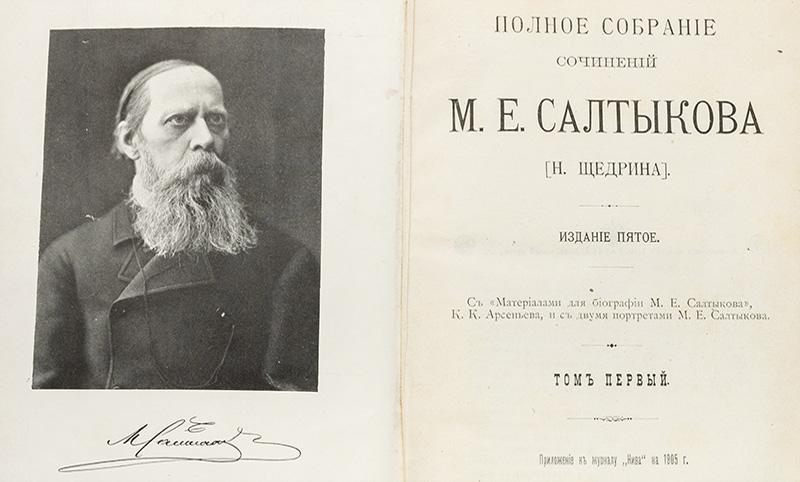 М. Салтыков
ПОЛНОЕ СОБРАНІЕ
СОЧИНЕНІЙ
М. Е. САЛТЫКОВА
[Н. ЩЕДРИНА].
ИЗДАНІЕ ПЯТОЕ.
Съ «Матеріалами для біографіи М. Е. Салтыкова»,
К. К. Арсеньева, и съ двумя портретами М. Е. Салтыкова.
ТОМЪ ПЕРВЫЙ.
Приложеніе къ журналу „Нива" на 1905 г.